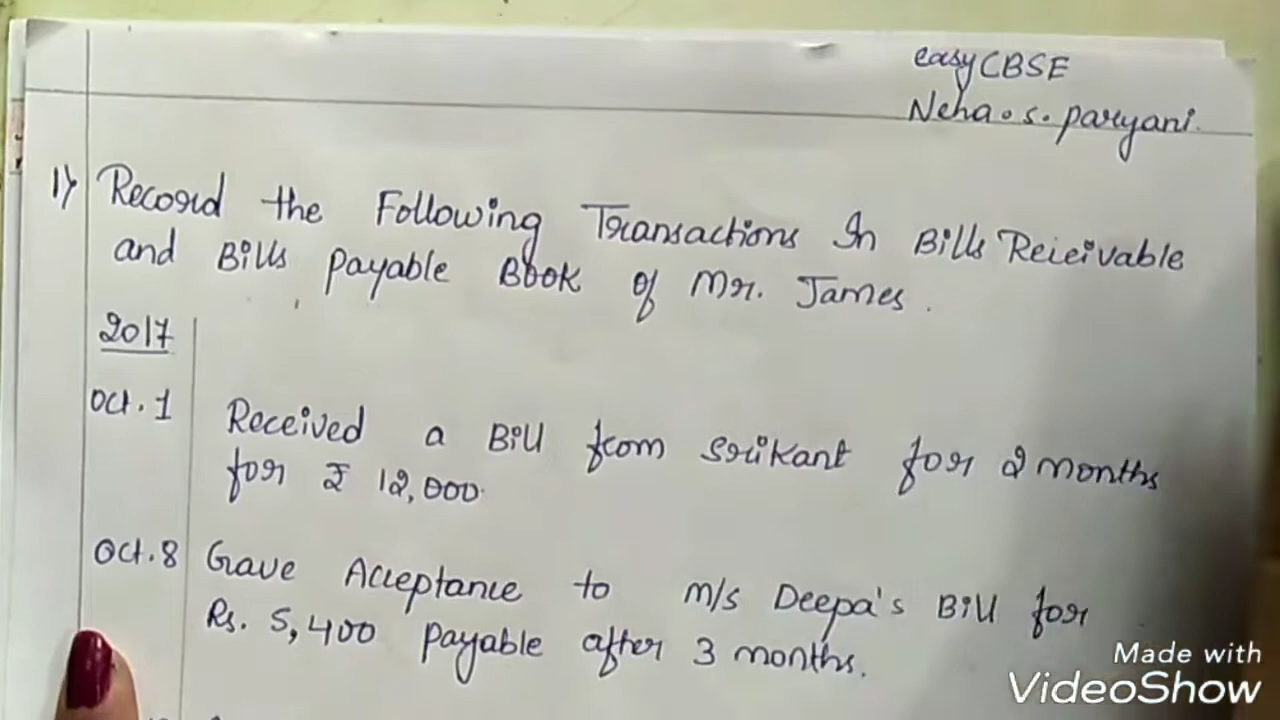 easyCBSE
Neha.s.paryani.
1) Record the Following Transactions In Bills Receivable
and Bills payable Book of Mr. James.
2017
Oct.1 Received a Bill from Srikant for 2 months
for ₹ 12,000.
Oct.8 Gave Acceptance to M/s Deepa's Bill for
Rs. 5,400 payable after 3 months.
Made with
VideoShow